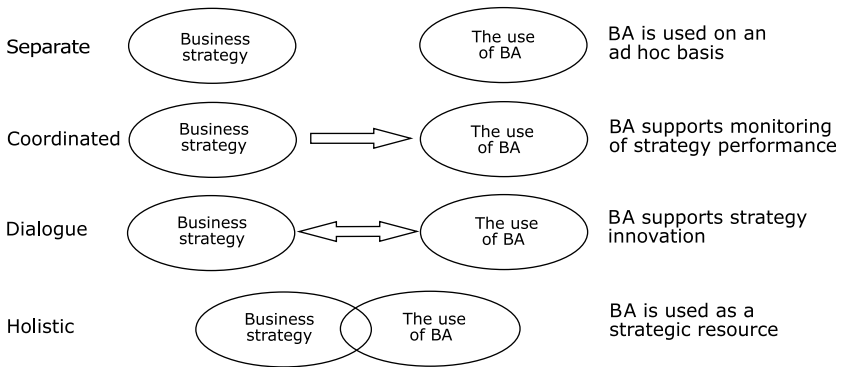 Separate
Business
strategy
The use
of BA
BA is used on an
ad hoc basis
Coordinated
Business
strategy
The use
of BA
BA supports monitoring
of strategy performance
Dialogue
Business
strategy
The use
of BA
BA supports strategy
innovation
Holistic
Business
strategy
The use
of BA
BA is used as a
strategic resource